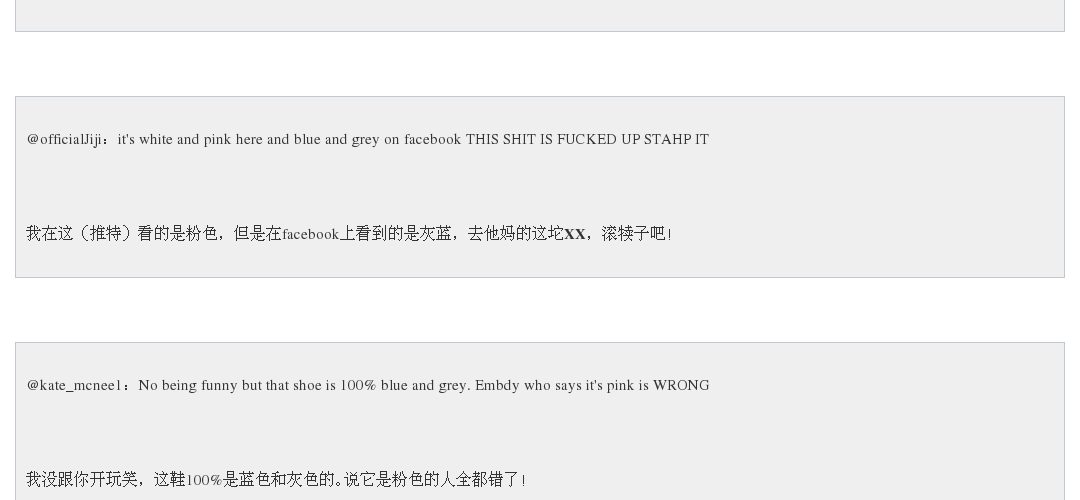 @officialJiji：it's white and pink here and blue and grey on facebook THIS SHIT IS FUCKED UP STAHP IT
我在这（推特）看的是粉色，但是在facebook上看到的是灰蓝，去他妈的这坨XX，滚犊子吧！
@kate_mcnee1：No being funny but that shoe is 100% blue and grey. Embdy who says it's pink is WRONG
我没跟你开玩笑，这鞋100%是蓝色和灰色的。说它是粉色的人全都错了！